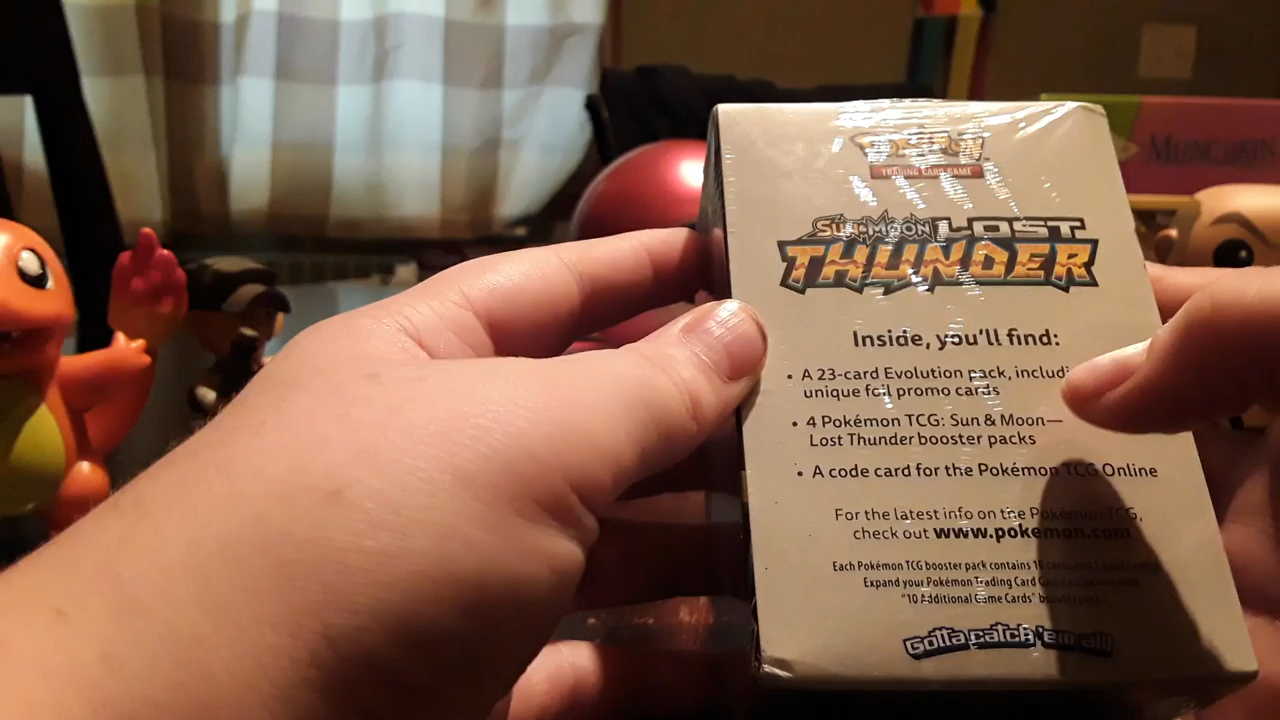 TRADING CARD GAME
MUNCHKIN
SUN & MOON LOST
THUNDER
Inside, you'll find:
• A 23-card Evolution pack,
unique foil promo cards
• 4 Pokémon TCG: Sun & Moon—
Lost Thunder booster packs
• A code card for the Pokémon TCG Online
For the latest info on the Pokémon TCG,
check out www.pokemon.com
Each Pokémon TCG booster pack contains
Expand your Pokémon Trading Card Game
"10 Additional Game Cards" booster packs.
Gotta catch 'em all!